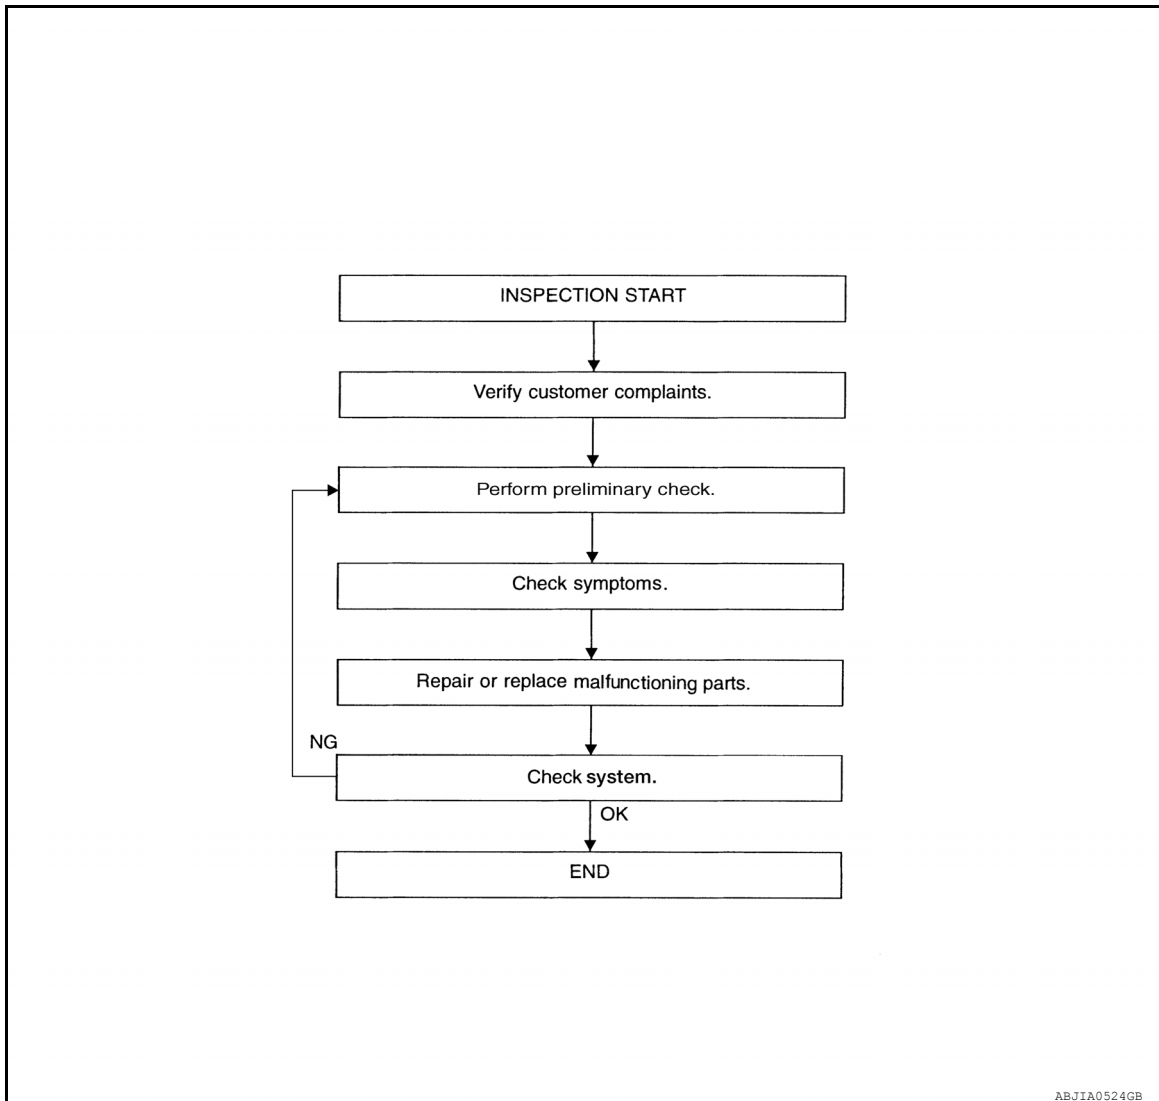 INSPECTION START
Verify customer complaints.
Perform preliminary check.
Check symptoms.
Repair or replace malfunctioning parts.
NG
Check system.
OK
END
ABJIA0524GB